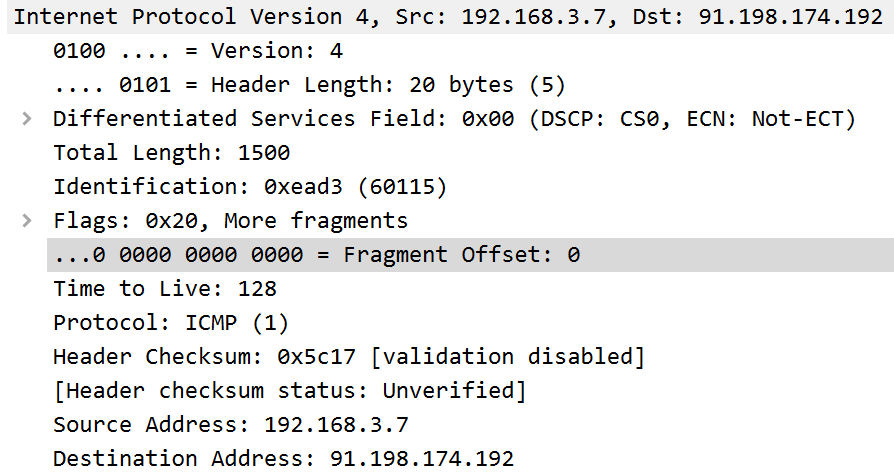 Internet Protocol Version 4, Src: 192.168.3.7, Dst: 91.198.174.192
0100 .... = Version: 4
.... 0101 = Header Length: 20 bytes (5)
Differentiated Services Field: 0x00 (DSCP: CS0, ECN: Not-ECT)
Total Length: 1500
Identification: 0xead3 (60115)
Flags: 0x20, More fragments
...0 0000 0000 0000 = Fragment Offset: 0
Time to Live: 128
Protocol: ICMP (1)
Header Checksum: 0x5c17 [validation disabled]
[Header checksum status: Unverified]
Source Address: 192.168.3.7
Destination Address: 91.198.174.192